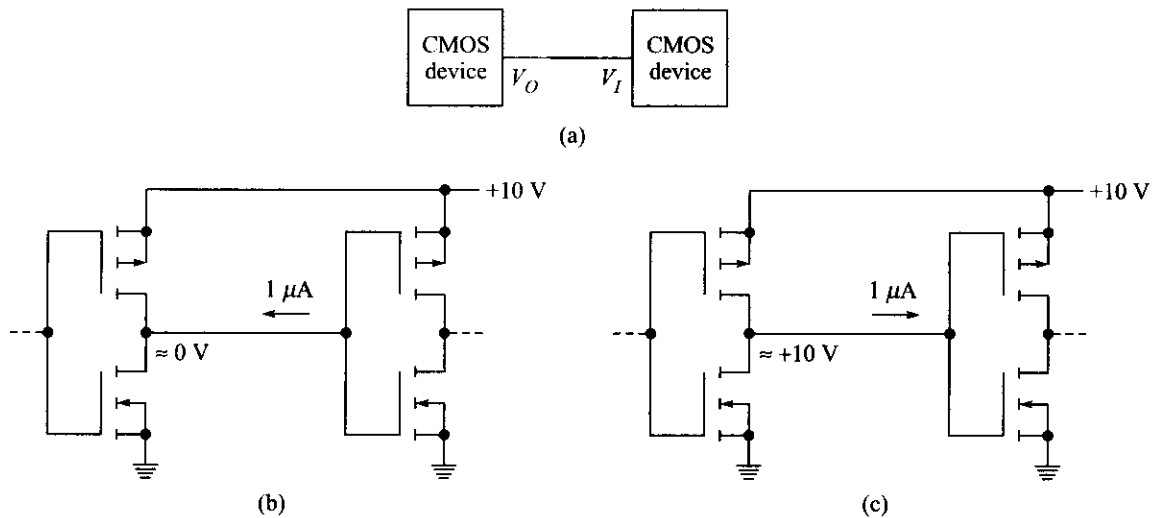 CMOS device
CMOS device
V_O
V_I
(a)
+10 V
1 μA
≈ 0 V
(b)
+10 V
1 μA
≈ +10 V
(c)